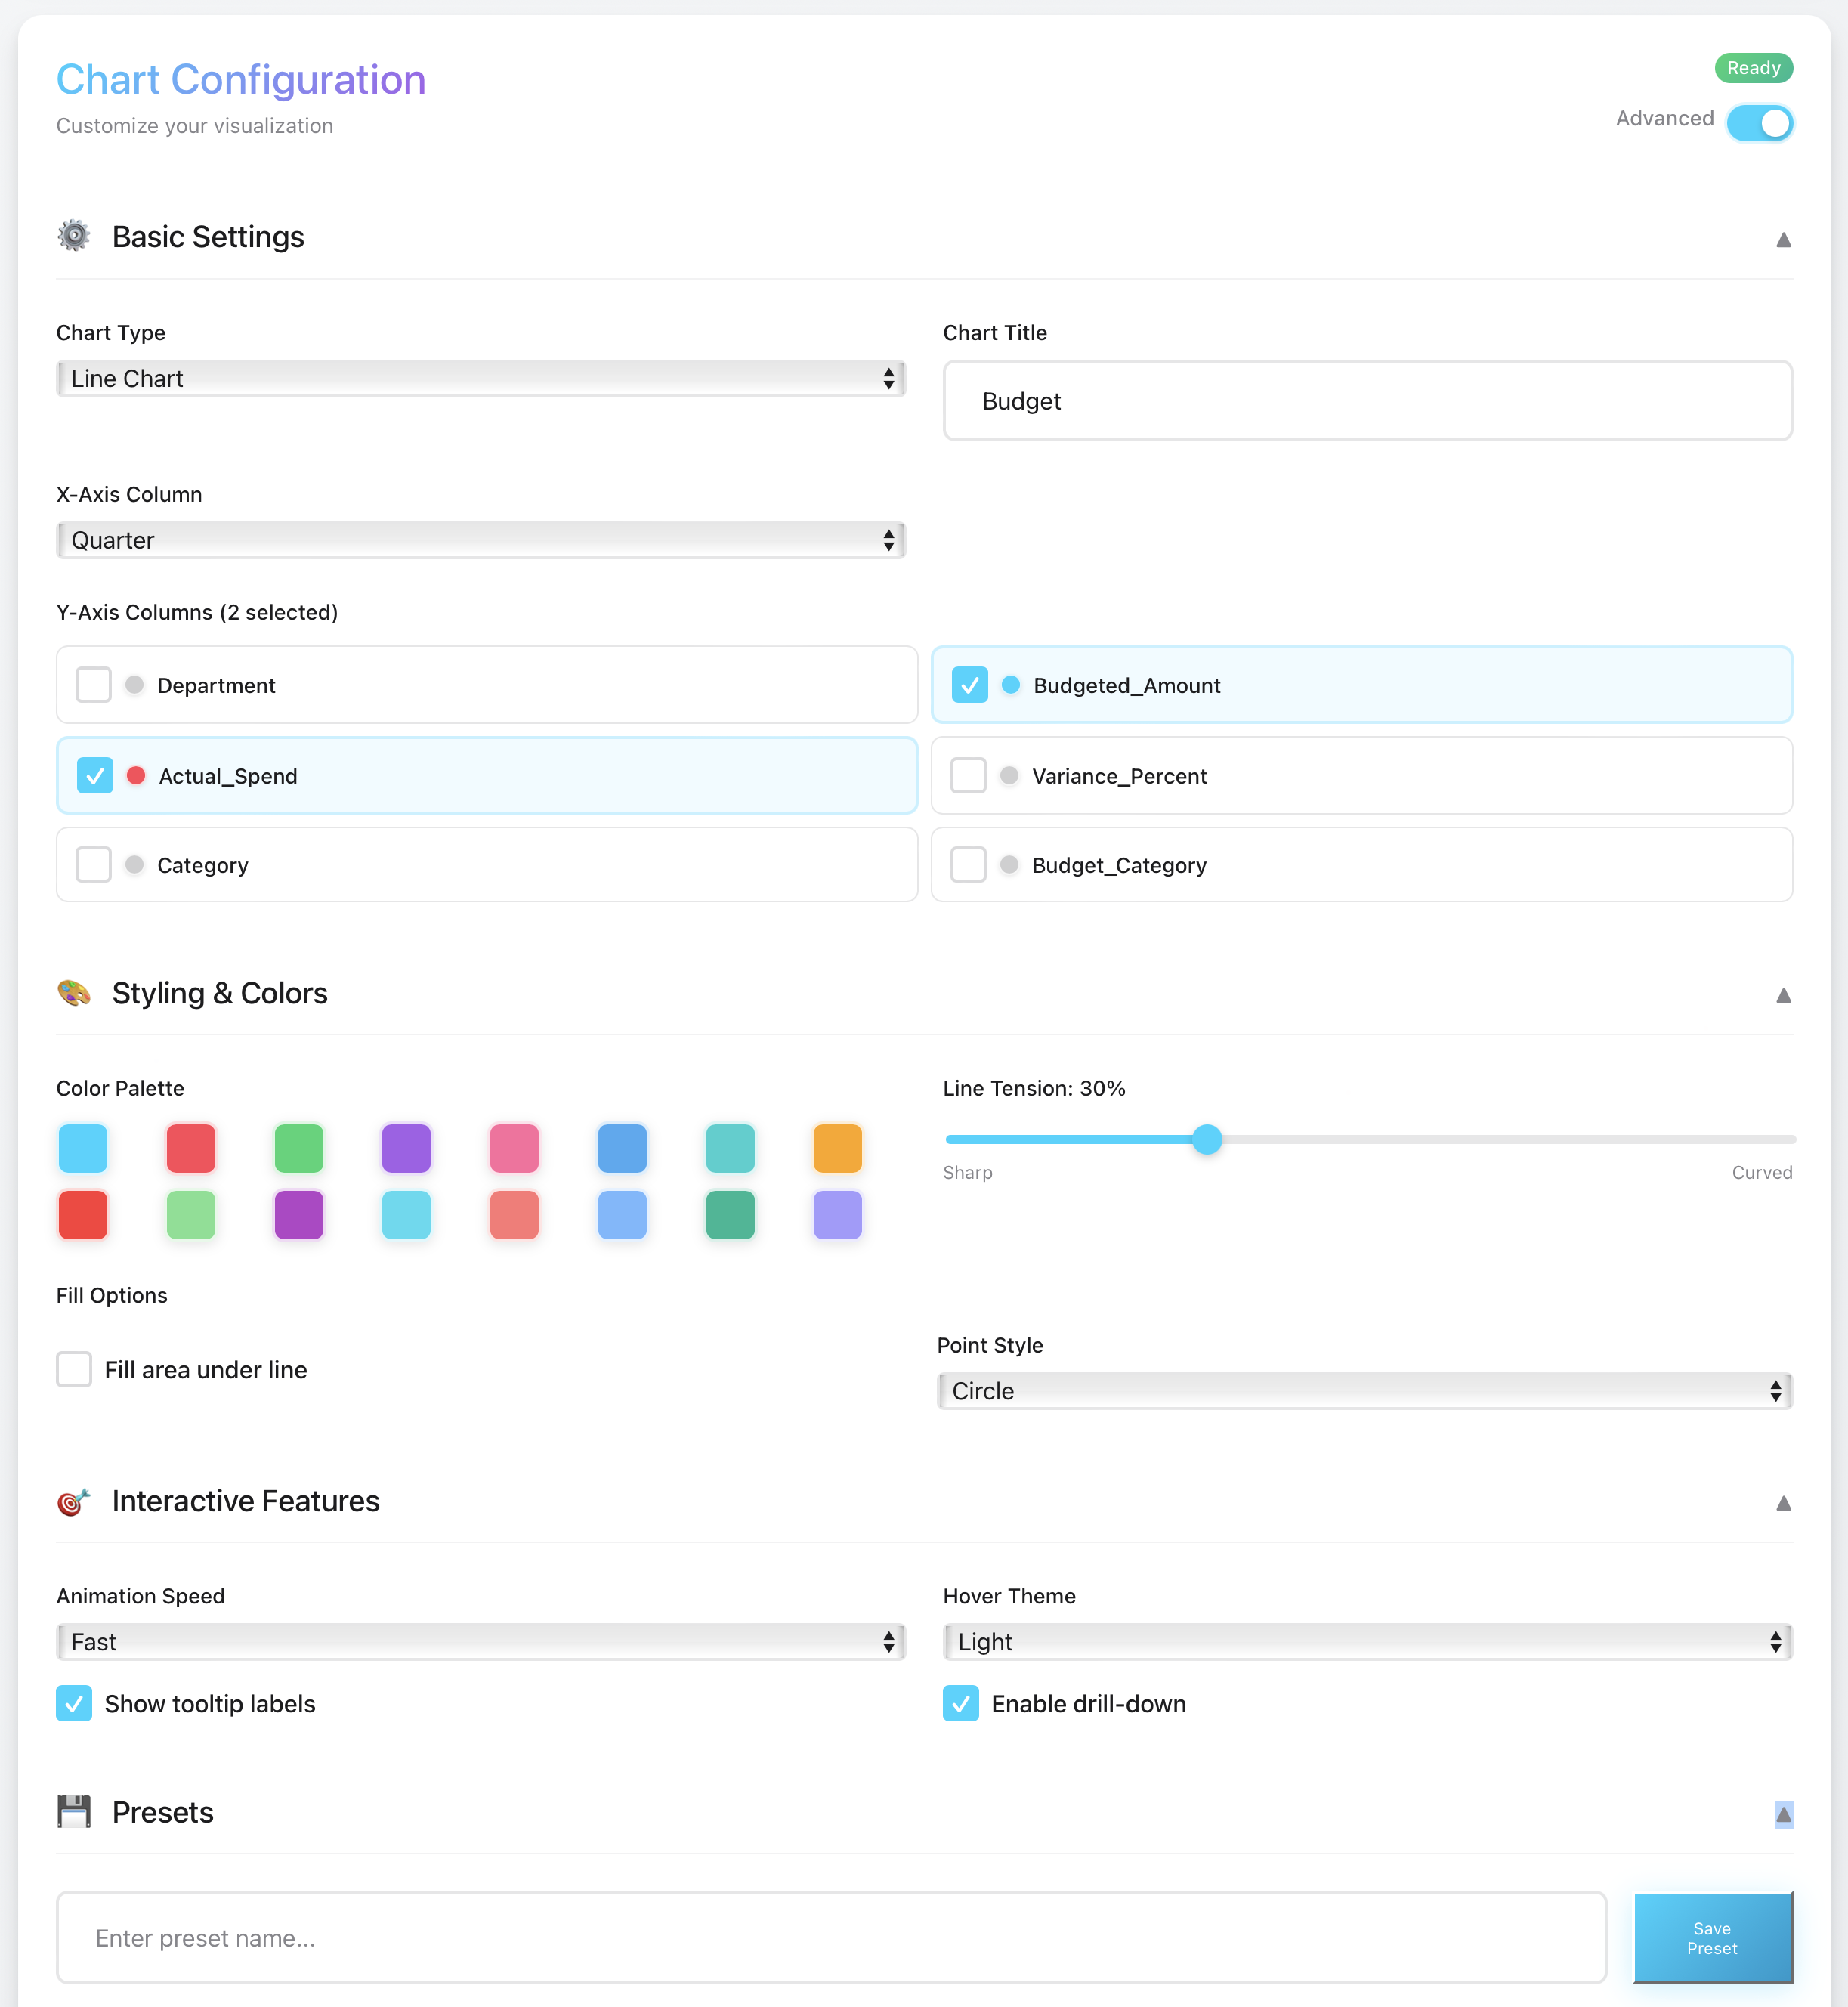 Chart Configuration
Ready
Customize your visualization
Advanced
Basic Settings
Chart Type
Chart Title
Line Chart
Budget
X-Axis Column
Quarter
Y-Axis Columns (2 selected)
Department
Budgeted_Amount
Actual_Spend
Variance_Percent
Category
Budget_Category
Styling & Colors
Color Palette
Line Tension: 30%
Sharp
Curved
Fill Options
Fill area under line
Point Style
Circle
Interactive Features
Animation Speed
Hover Theme
Fast
Light
Show tooltip labels
Enable drill-down
Presets
Enter preset name...
Save
Preset